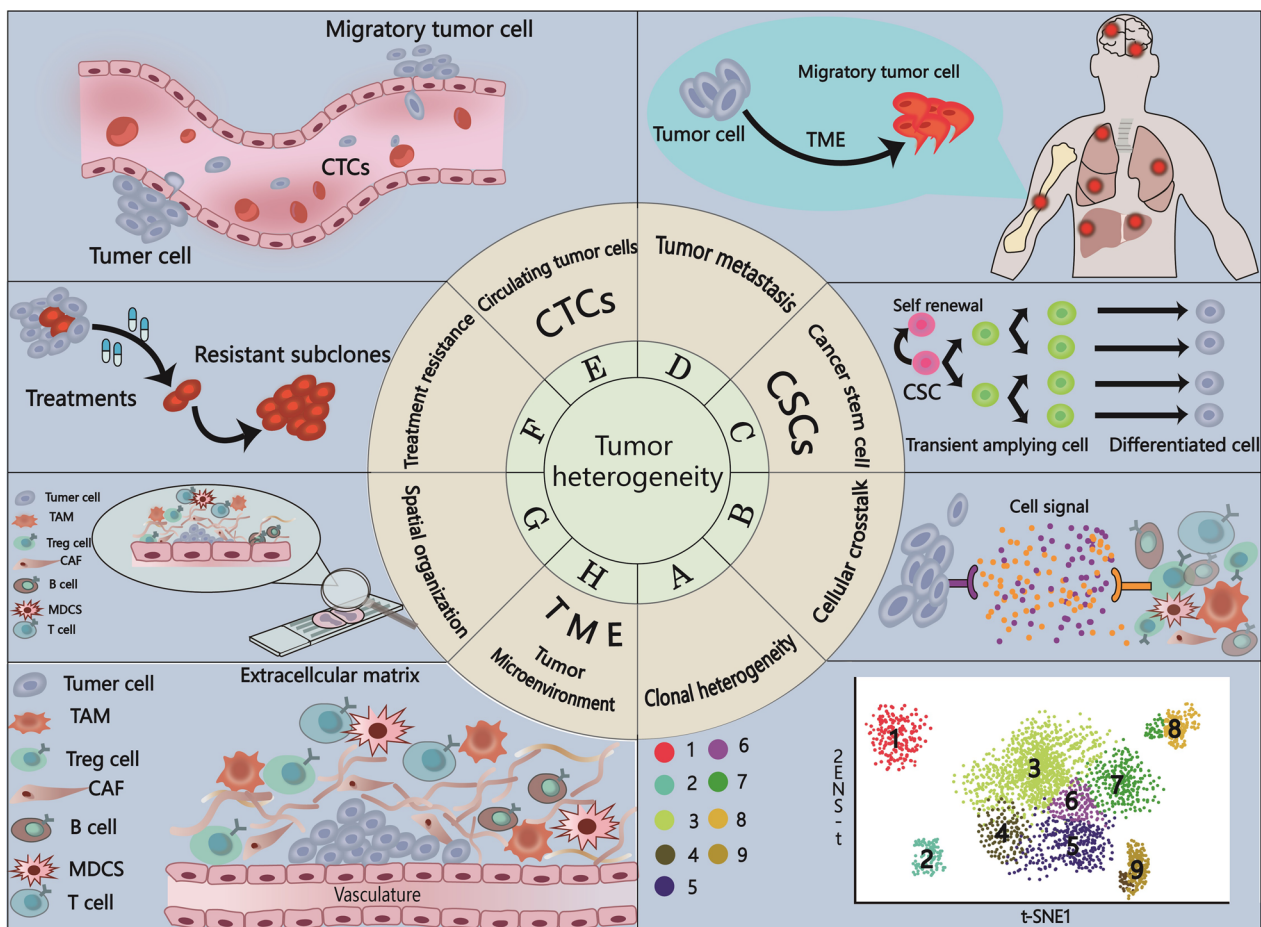 Migratory tumor cell
CTCs
Tumer cell
Migratory tumor cell
Tumor cell
TME
Treatments
Resistant subclones
Self renewal
CSC
Transient amplying cell
Differentiated cell
Circulating tumor cells
CTCs
Tumor metastasis
Cancer stem cell
CSCs
Cellular crosstalk
Clonal heterogeneity
TME
Tumor
Microenvironment
Spatial organization
Treatment resistance
E
D
C
B
A
H
G
F
Tumor
heterogeneity
Tumer cell
TAM
Treg cell
CAF
B cell
MDCS
T cell
Cell signal
Extracellcular matrix
Tumer cell
TAM
Treg cell
CAF
B cell
MDCS
T cell
Vasculature
1
2
3
4
5
6
7
8
9
t-SNE2
1
2
3
4
5
6
7
8
9
t-SNE1